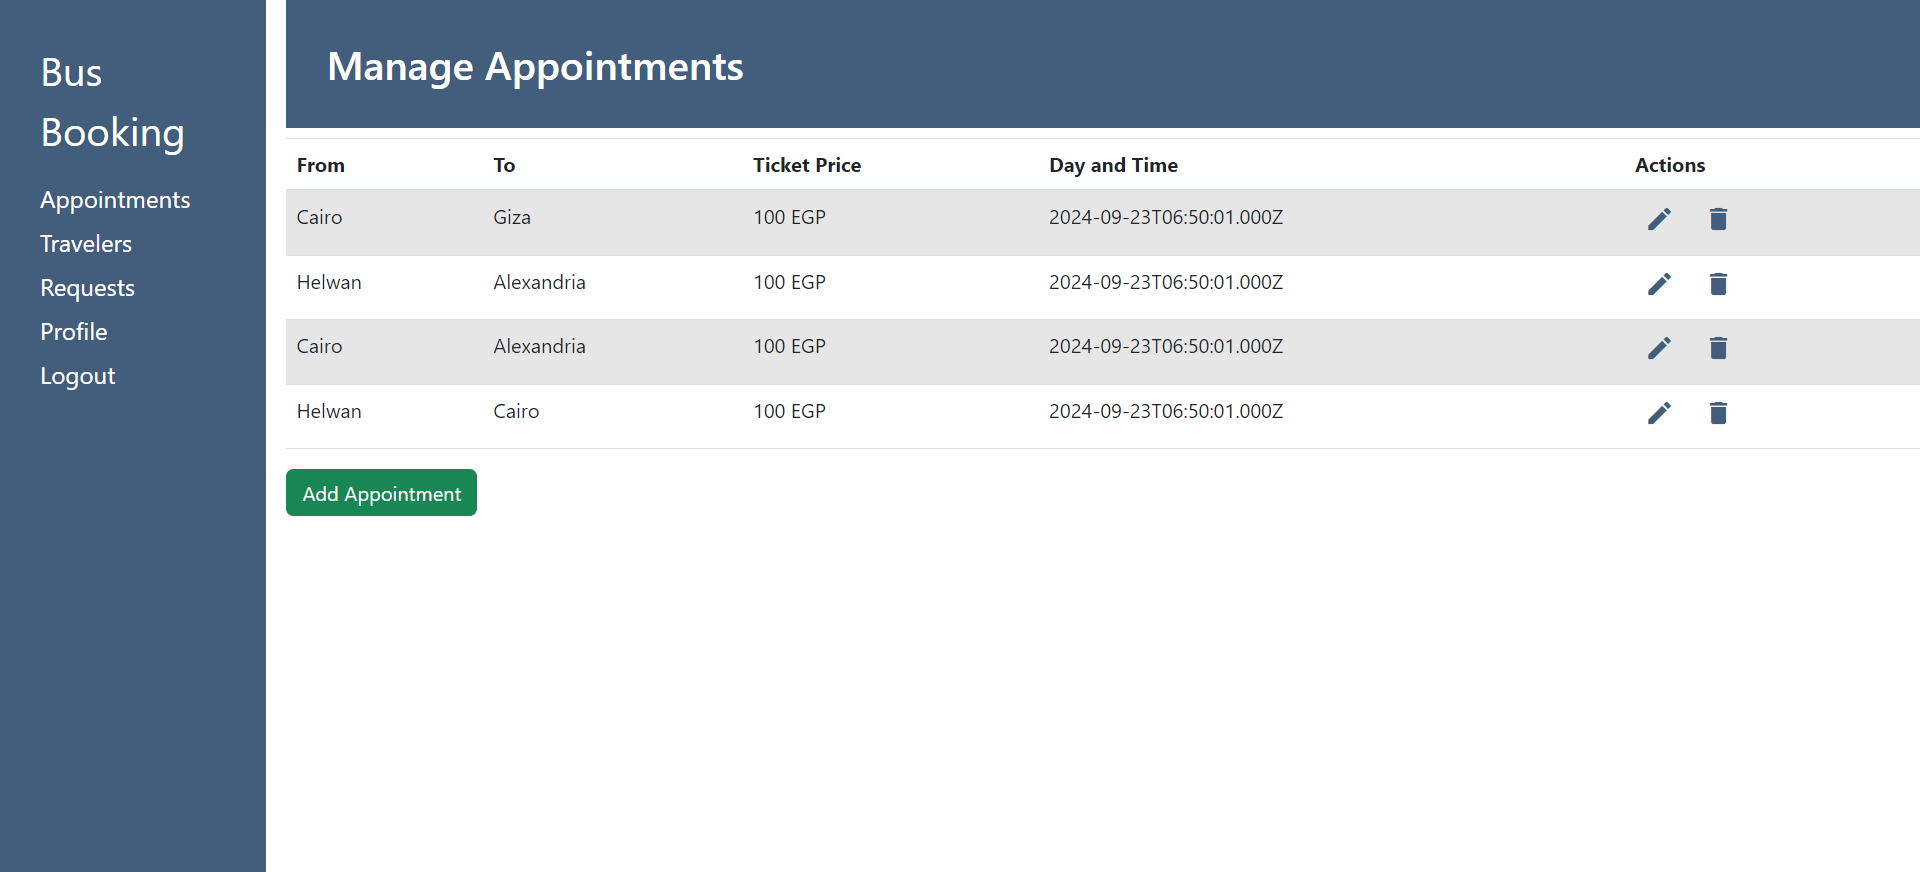 Bus
Booking
Appointments
Travelers
Requests
Profile
Logout
Manage Appointments
From To Ticket Price Day and Time Actions
Cairo Giza 100 EGP 2024-09-23T06:50:01.000Z
Helwan Alexandria 100 EGP 2024-09-23T06:50:01.000Z
Cairo Alexandria 100 EGP 2024-09-23T06:50:01.000Z
Helwan Cairo 100 EGP 2024-09-23T06:50:01.000Z
Add Appointment